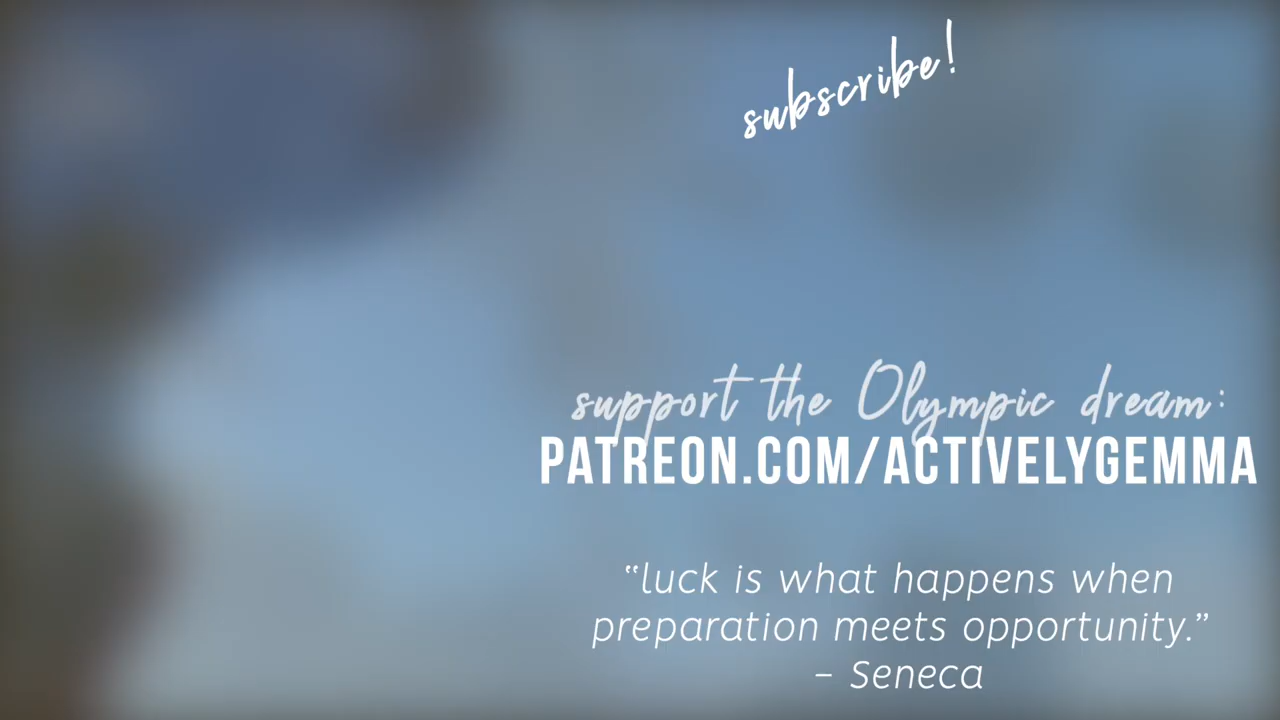 subscribe!
support the Olympic dream:
PATREON.COM/ACTIVELYGEMMA
“luck is what happens when
preparation meets opportunity.”
– Seneca